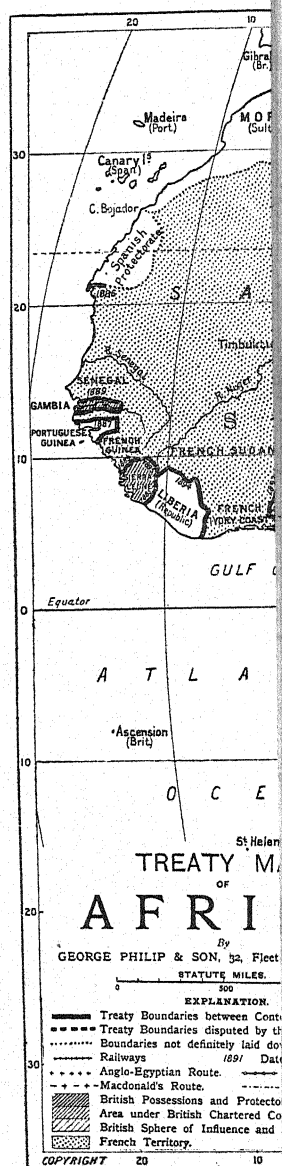 20 10
Gibral
(Br.)
Madeira
(Port.)
MOR
(Sult
30
Canary Is
(Span)
C. Bojador
Spanish
Protectorate
1886
S A
20
Timbuktu
R. Senegal
SENEGAL
1889
R. Niger
GAMBIA
S
1887
PORTUGUESE
GUINEA
FRENCH
GUINEA
FRENCH SUDAN
10
SIERRA
LEONE
LIBERIA
(Republic)
FRENCH
IVORY COAST
GULF O
Equator
0
A T L A
Ascension
(Brit.)
10
O C E
St Helen
TREATY MA
OF
20
AFRI
By
GEORGE PHILIP & SON, 32, Fleet
STATUTE MILES.
500
EXPLANATION.
Treaty Boundaries between Cont
Treaty Boundaries disputed by th
Boundaries not definitely laid do
Railways 1891 Date
30
Anglo-Egyptian Route.
Macdonald's Route.
British Possessions and Protecto
Area under British Chartered Co
British Sphere of Influence and
French Territory.
COPYRIGHT 20 10